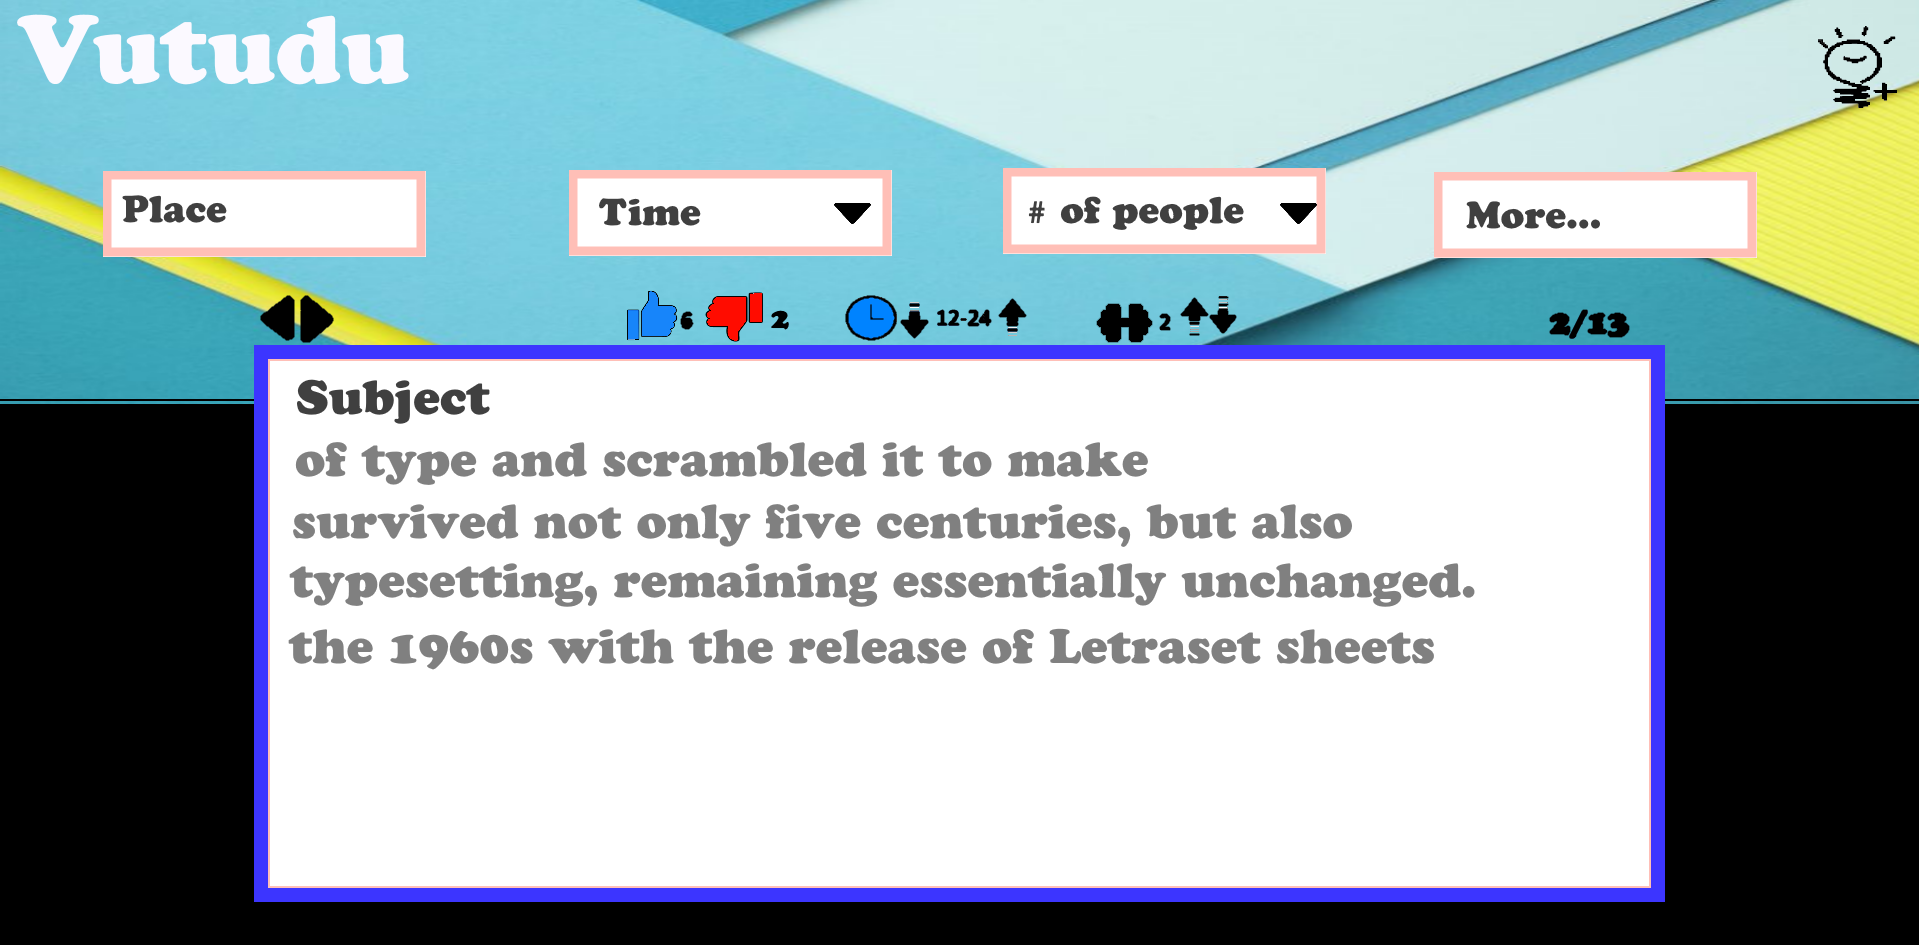 Vutudu
Place
Time
# of people
More...
6
2
12-24
2
2/13
Subject
of type and scrambled it to make
survived not only five centuries, but also
typesetting, remaining essentially unchanged.
the 1960s with the release of Letraset sheets